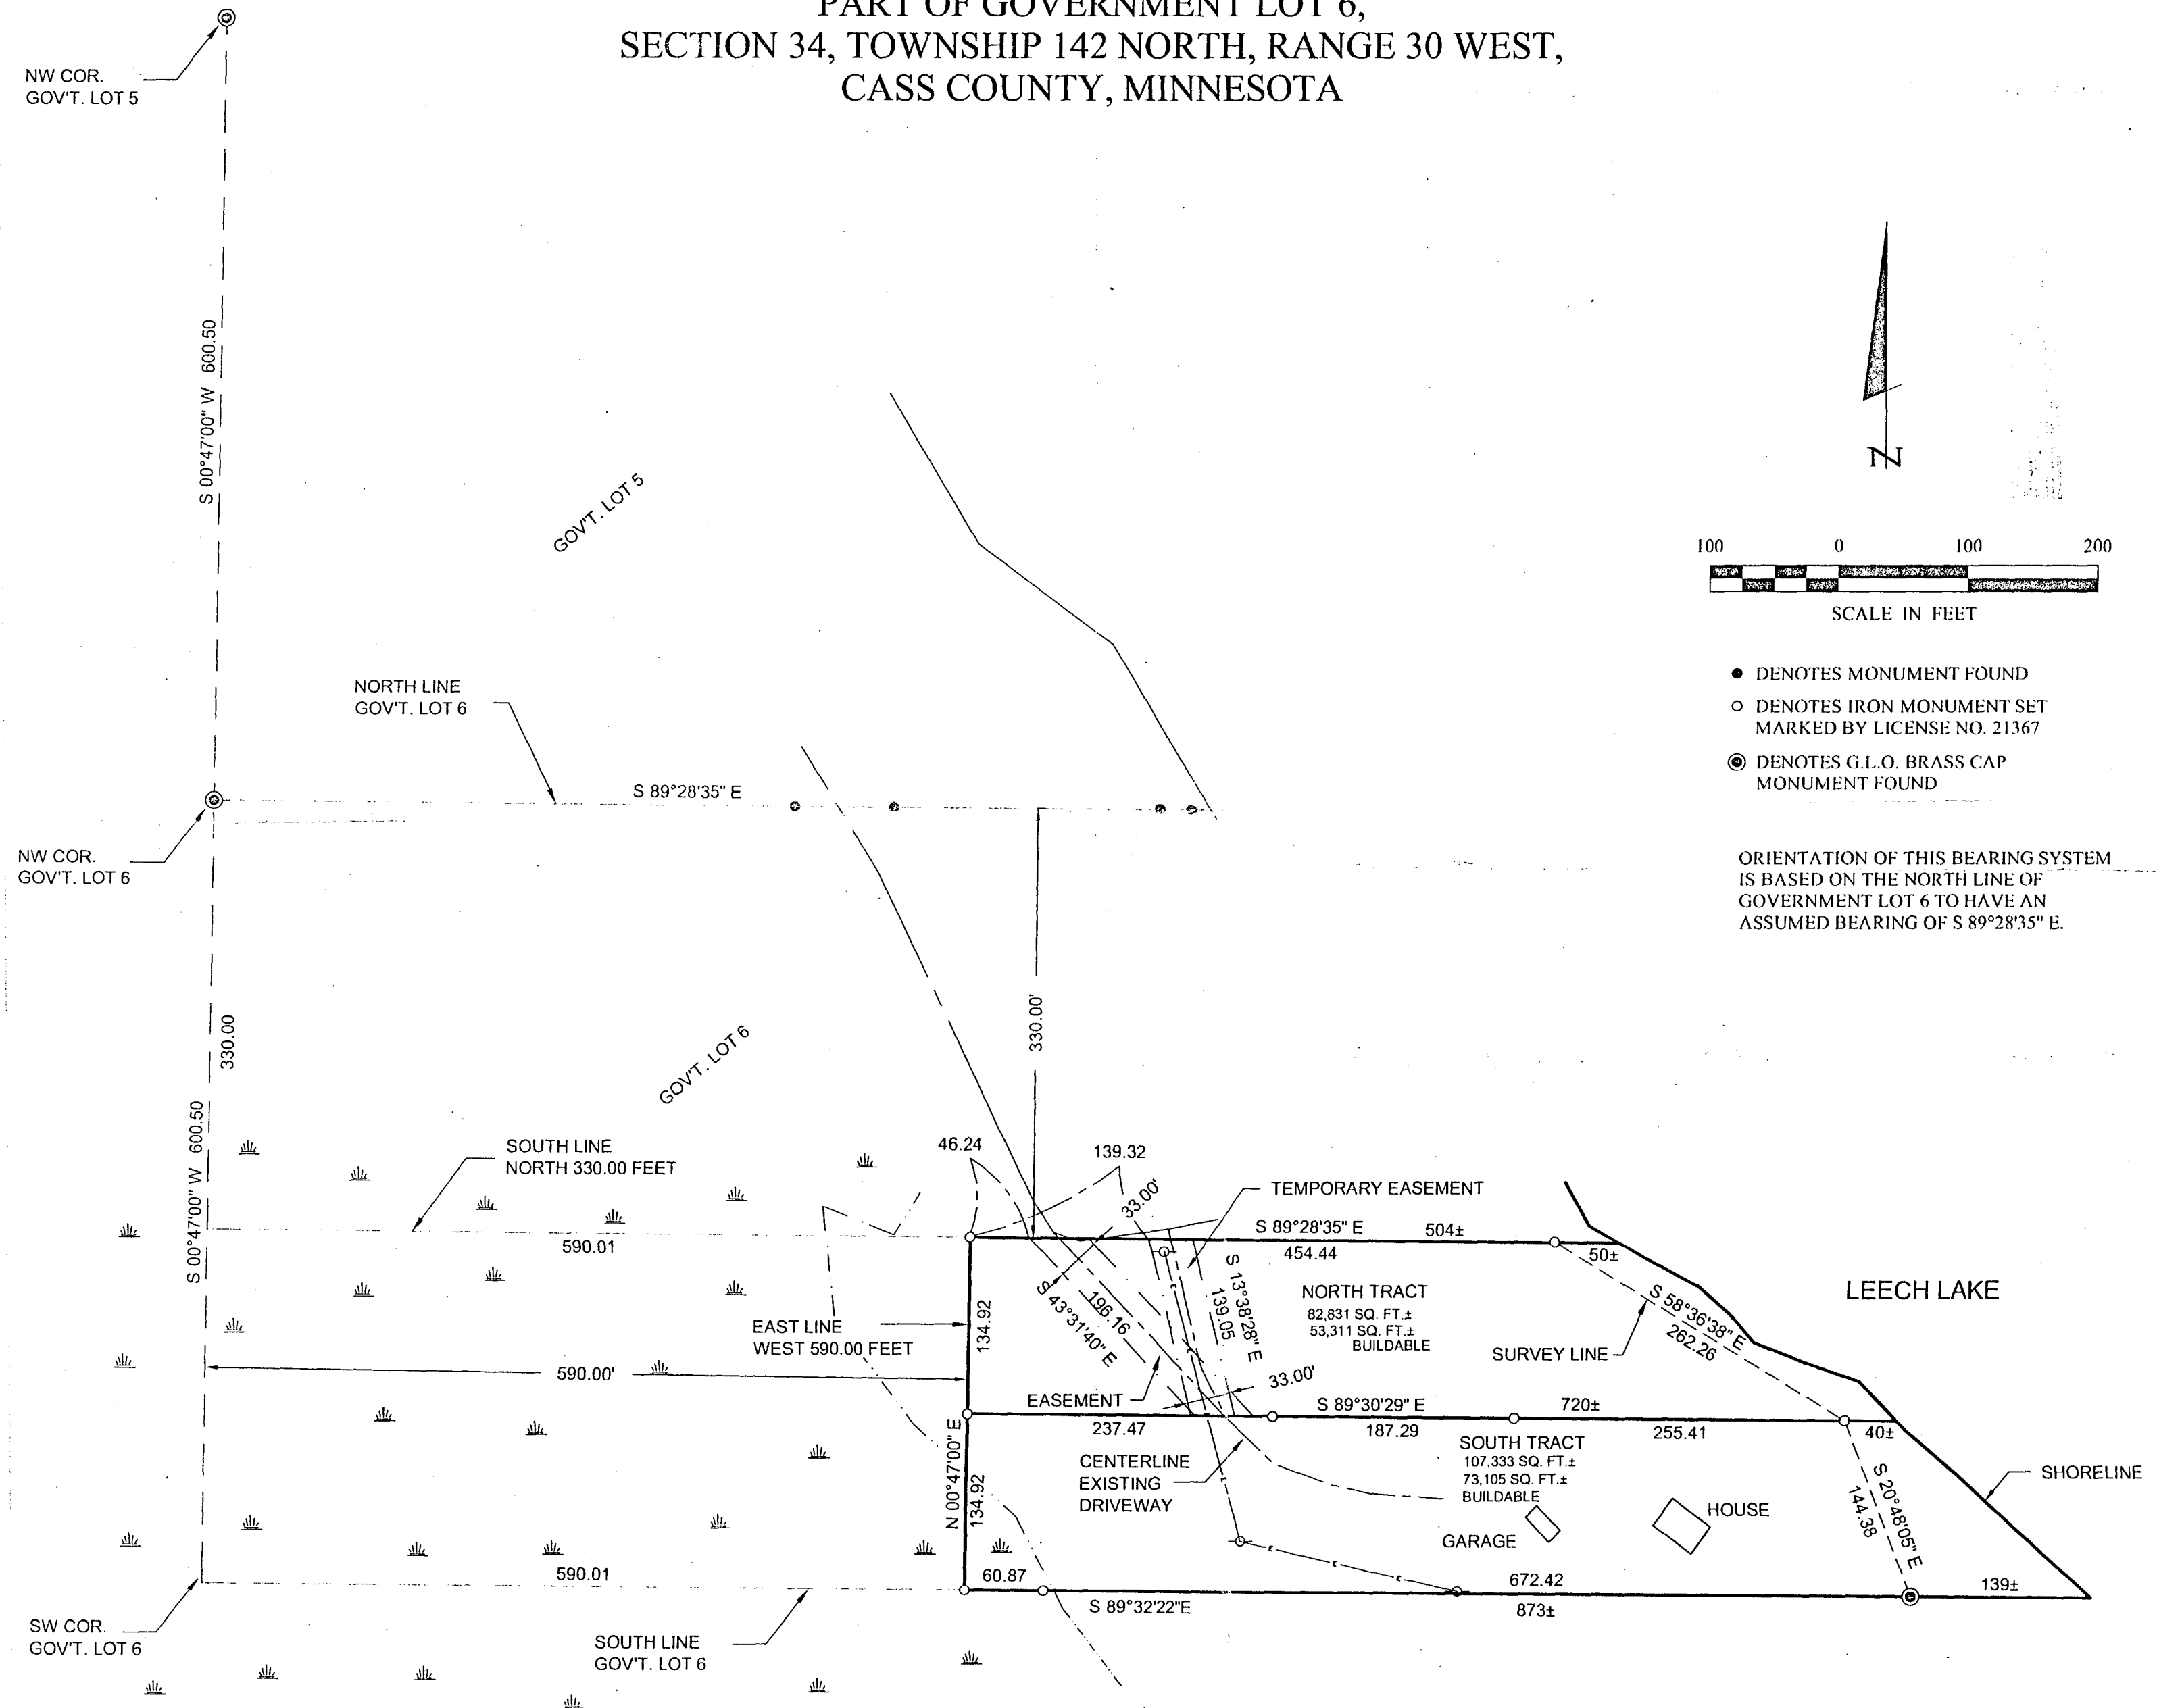 PART OF GOVERNMENT LOT 6,
SECTION 34, TOWNSHIP 142 NORTH, RANGE 30 WEST,
CASS COUNTY, MINNESOTA
NW COR.
GOV'T. LOT 5
S 00°47'00" W 600.50
GOV'T. LOT 5
N
100 0 100 200
SCALE IN FEET
DENOTES MONUMENT FOUND
DENOTES IRON MONUMENT SET
MARKED BY LICENSE NO. 21367
DENOTES G.L.O. BRASS CAP
MONUMENT FOUND
ORIENTATION OF THIS BEARING SYSTEM
IS BASED ON THE NORTH LINE OF
GOVERNMENT LOT 6 TO HAVE AN
ASSUMED BEARING OF S 89°28'35" E.
NORTH LINE
GOV'T. LOT 6
S 89°28'35" E
NW COR.
GOV'T. LOT 6
330.00
330.00'
GOV'T. LOT 6
S 00°47'00" W 600.50
SOUTH LINE
NORTH 330.00 FEET
590.01
46.24
139.32
33.00'
TEMPORARY EASEMENT
S 89°28'35" E 504±
454.44
50±
LEECH LAKE
NORTH TRACT
82,831 SQ. FT.±
53,311 SQ. FT.±
BUILDABLE
S 13°38'28" E
139.05
S 43°31'40" E
196.16
S 58°36'38" E
262.26
SURVEY LINE
134.92
EAST LINE
WEST 590.00 FEET
590.00'
EASEMENT
33.00'
S 89°30'29" E
720±
237.47
187.29
255.41
40±
SOUTH TRACT
107,333 SQ. FT.±
73,105 SQ. FT.±
BUILDABLE
CENTERLINE
EXISTING
DRIVEWAY
N 00°47'00" E
134.92
S 20°48'05" E
144.38
SHORELINE
HOUSE
GARAGE
590.01
60.87
672.42
139±
S 89°32'22"E
873±
SW COR.
GOV'T. LOT 6
SOUTH LINE
GOV'T. LOT 6